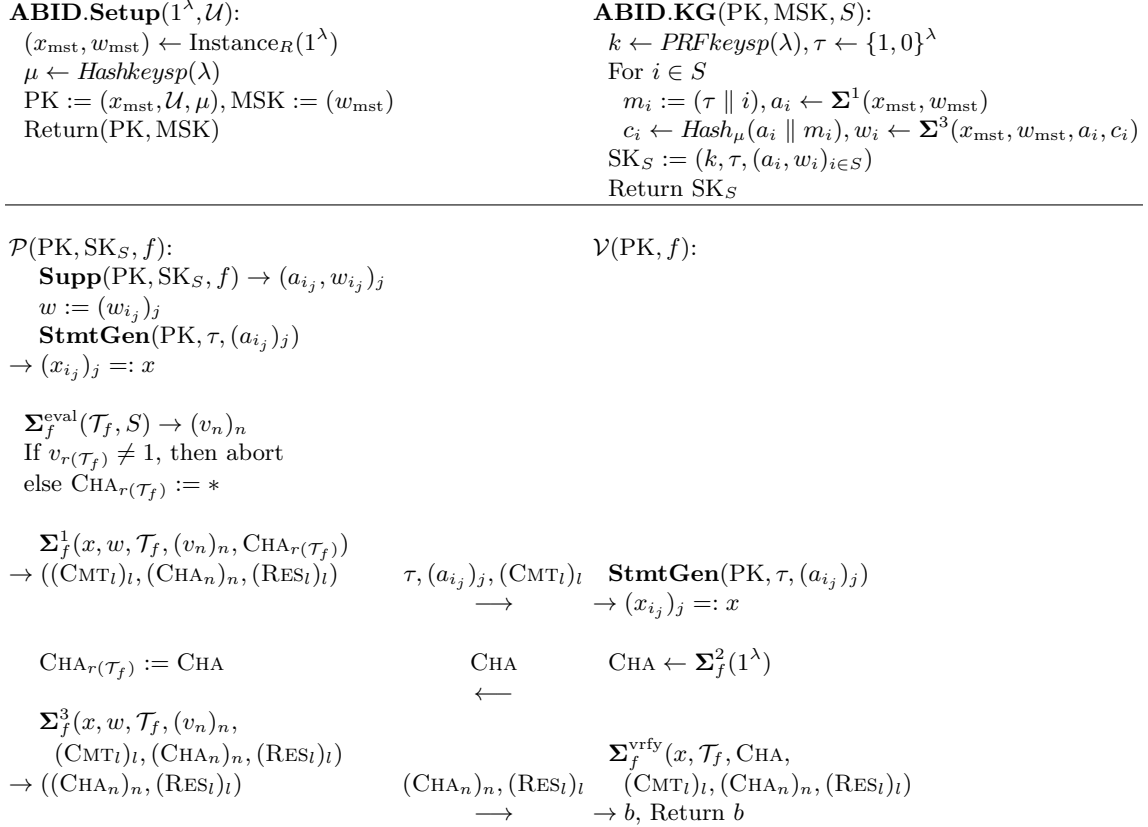 ABID.Setup(1^λ, 𝒰):
(x_mst, w_mst) ← Instance_R(1^λ)
μ ← Hashkeysp(λ)
PK := (x_mst, 𝒰, μ), MSK := (w_mst)
Return(PK, MSK)
ABID.KG(PK, MSK, S):
k ← PRFkeysp(λ), τ ← {1, 0}^λ
For i ∈ S
m_i := (τ ∥ i), a_i ← Σ^1(x_mst, w_mst)
c_i ← Hash_μ(a_i ∥ m_i), w_i ← Σ^3(x_mst, w_mst, a_i, c_i)
SK_S := (k, τ, (a_i, w_i)_{i∈S})
Return SK_S
𝒫(PK, SK_S, f): 𝒱(PK, f):
Supp(PK, SK_S, f) → (a_{i_j}, w_{i_j})_j
w := (w_{i_j})_j
StmtGen(PK, τ, (a_{i_j})_j)
→ (x_{i_j})_j =: x
Σ_f^eval(𝒯_f, S) → (v_n)_n
If v_{r(𝒯_f)} ≠ 1, then abort
else CHA_{r(𝒯_f)} := ∗
Σ_f^1(x, w, 𝒯_f, (v_n)_n, CHA_{r(𝒯_f)})
→ ((CMT_l)_l, (CHA_n)_n, (RES_l)_l) τ, (a_{i_j})_j, (CMT_l)_l StmtGen(PK, τ, (a_{i_j})_j)
⟶ → (x_{i_j})_j =: x
CHA_{r(𝒯_f)} := CHA CHA CHA ← Σ_f^2(1^λ)
⟵
Σ_f^3(x, w, 𝒯_f, (v_n)_n,
(CMT_l)_l, (CHA_n)_n, (RES_l)_l) Σ_f^vrfy(x, 𝒯_f, CHA,
→ ((CHA_n)_n, (RES_l)_l) (CHA_n)_n, (RES_l)_l (CMT_l)_l, (CHA_n)_n, (RES_l)_l)
⟶ → b, Return b